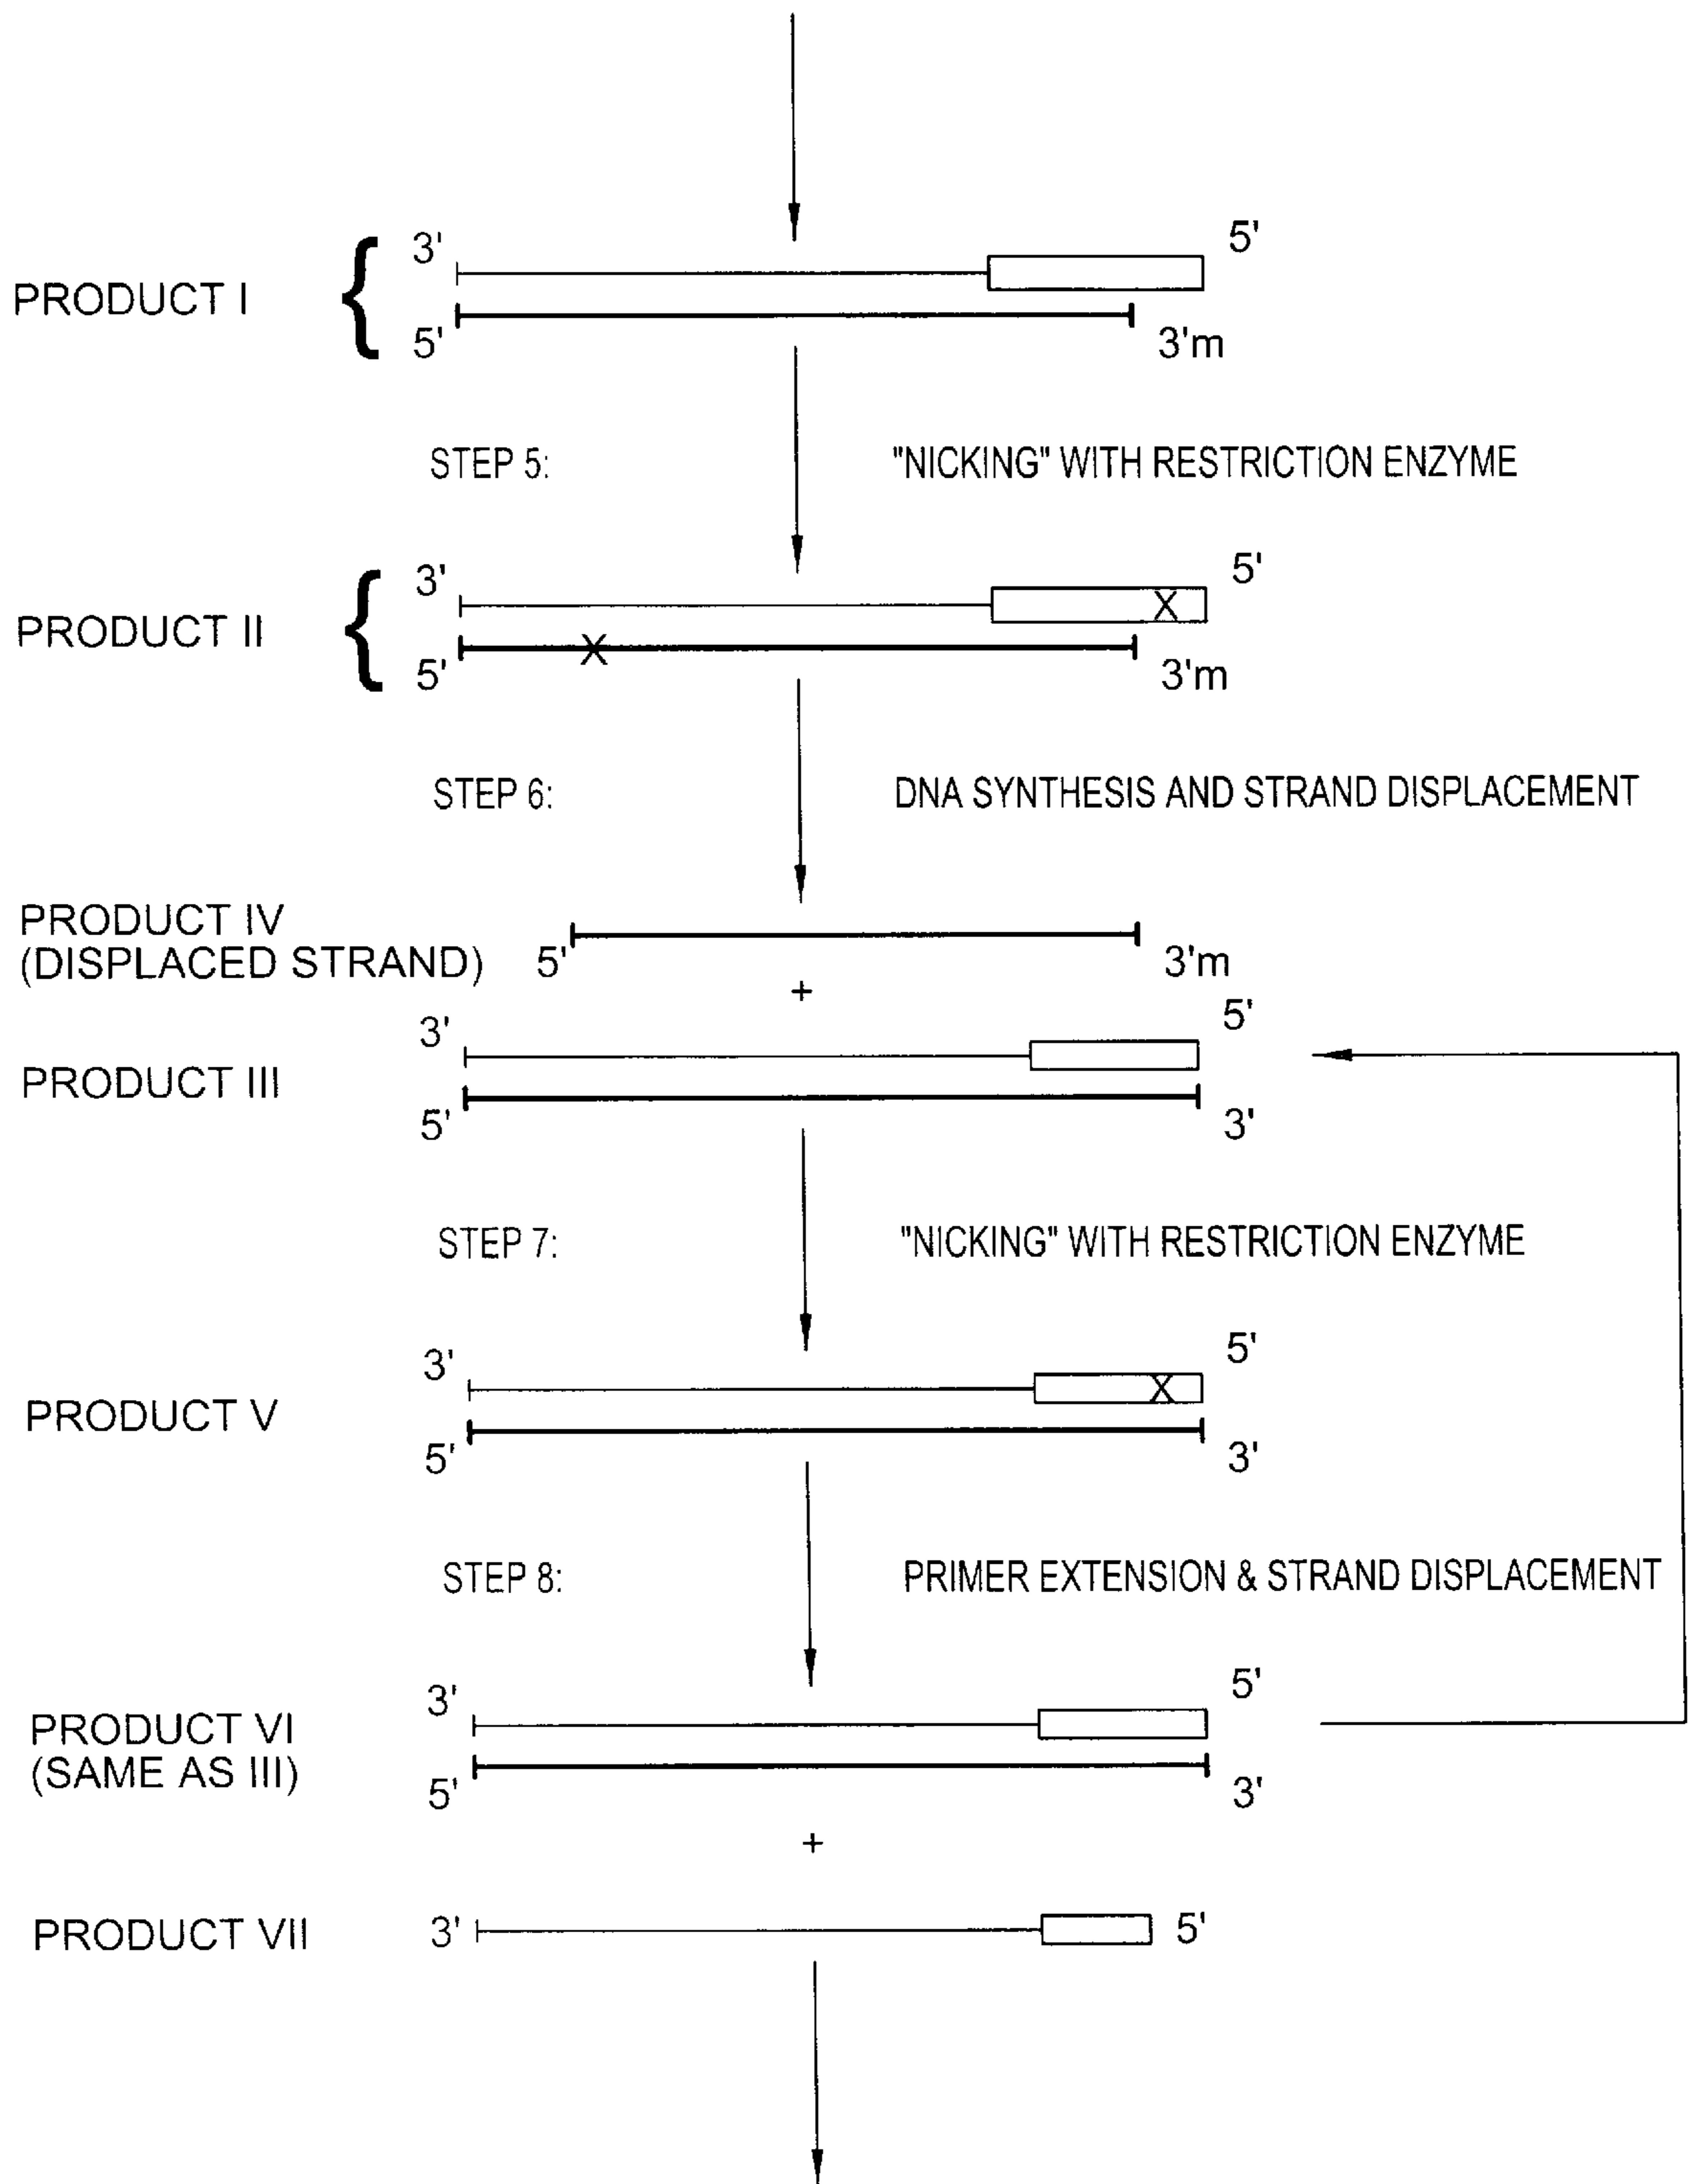 3' 5'
PRODUCT I {
5' 3'm
STEP 5: "NICKING" WITH RESTRICTION ENZYME
3' 5'
X
PRODUCT II {
X
5' 3'm
STEP 6: DNA SYNTHESIS AND STRAND DISPLACEMENT
PRODUCT IV
(DISPLACED STRAND) 5' 3'm
+
3' 5'
PRODUCT III
5' 3'
STEP 7: "NICKING" WITH RESTRICTION ENZYME
3' 5'
X
PRODUCT V
5' 3'
STEP 8: PRIMER EXTENSION & STRAND DISPLACEMENT
3' 5'
PRODUCT VI
(SAME AS III)
5' 3'
+
PRODUCT VII 3' 5'